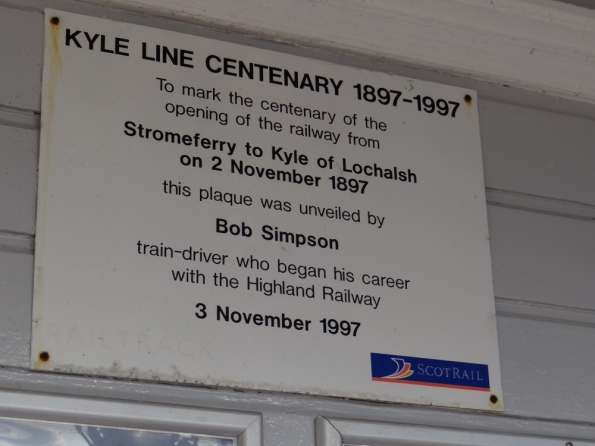 KYLE LINE CENTENARY 1897-1997
To mark the centenary of the
opening of the railway from
Stromeferry to Kyle of Lochalsh
on 2 November 1897
this plaque was unveiled by
Bob Simpson
train-driver who began his career
with the Highland Railway
3 November 1997
RAILTRACK
SCOTRAIL